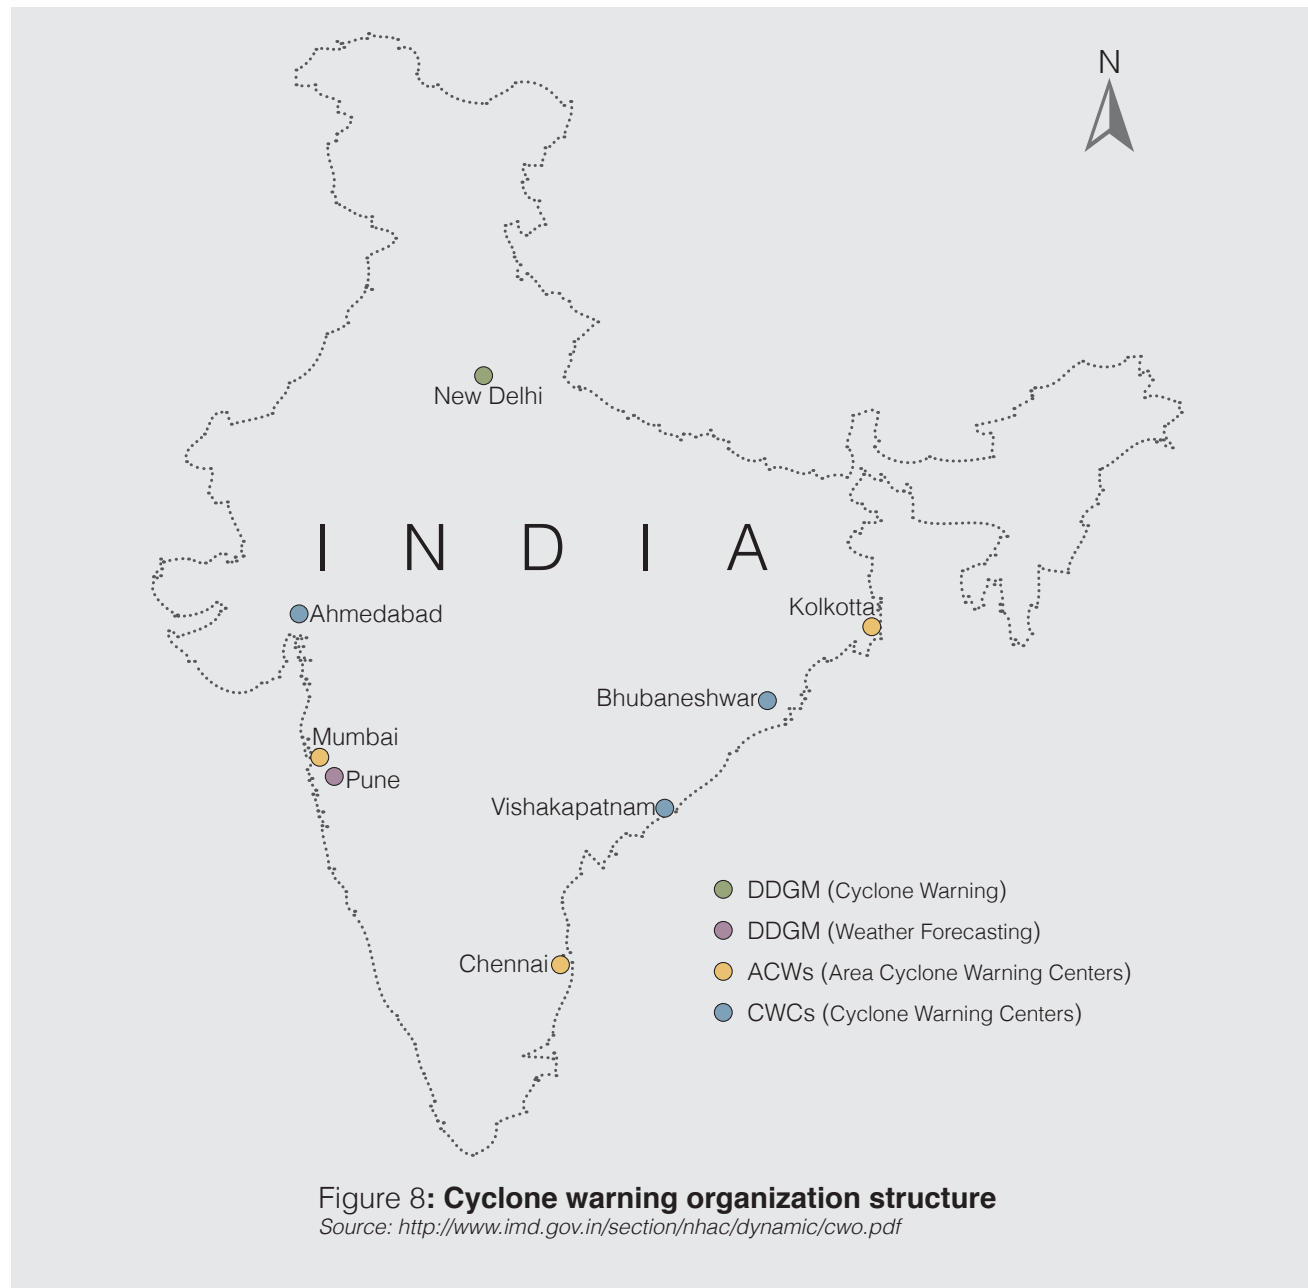 N
New Delhi
I N D I A
Ahmedabad
Kolkotta
Bhubaneshwar
Mumbai
Pune
Vishakapatnam
Chennai
DDGM (Cyclone Warning)
DDGM (Weather Forecasting)
ACWs (Area Cyclone Warning Centers)
CWCs (Cyclone Warning Centers)
Figure 8: Cyclone warning organization structure
Source: http://www.imd.gov.in/section/nhac/dynamic/cwo.pdf